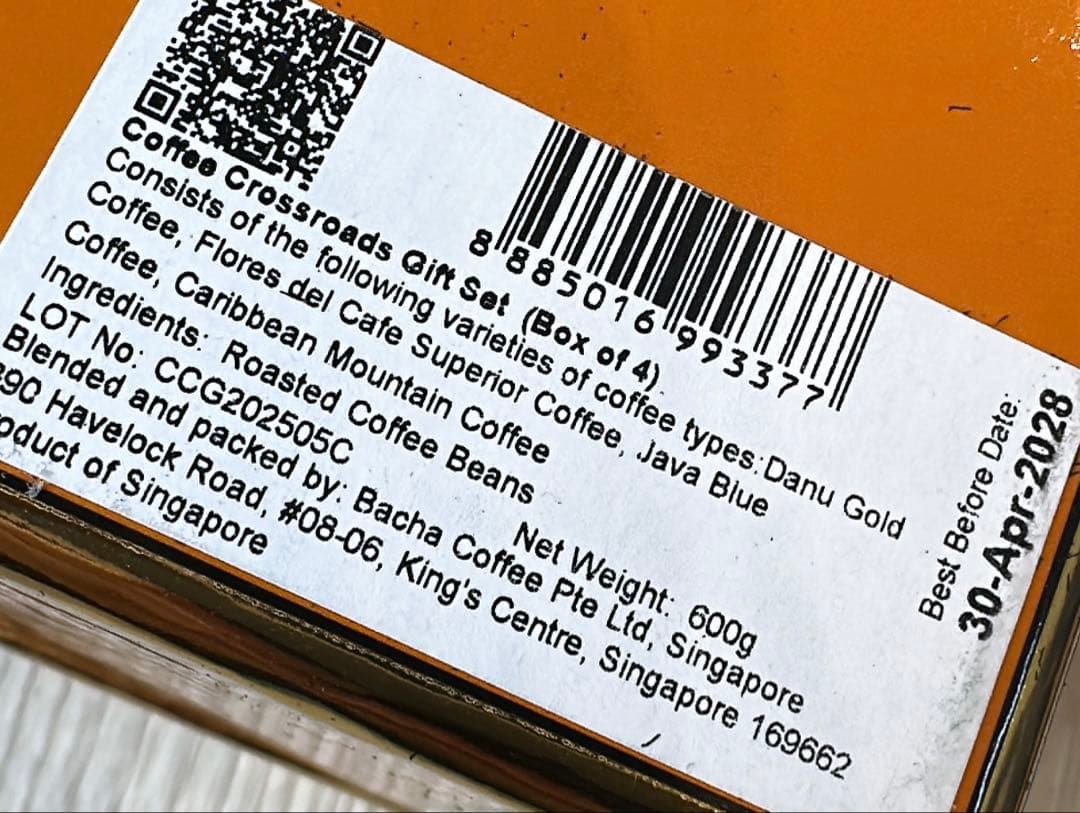 8 885016 993377
Coffee Crossroads Gift Set (Box of 4)
Consists of the following varieties of coffee types:Danu Gold
Coffee, Flores del Cafe Superior Coffee, Java Blue
Coffee, Caribbean Mountain Coffee
Ingredients: Roasted Coffee Beans
LOT No: CCG202505C
Net Weight: 600g
Blended and packed by: Bacha Coffee Pte Ltd, Singapore
Havelock Road, #08-06, King's Centre, Singapore 169662
of Singapore
Best Before Date:
30-Apr-2028